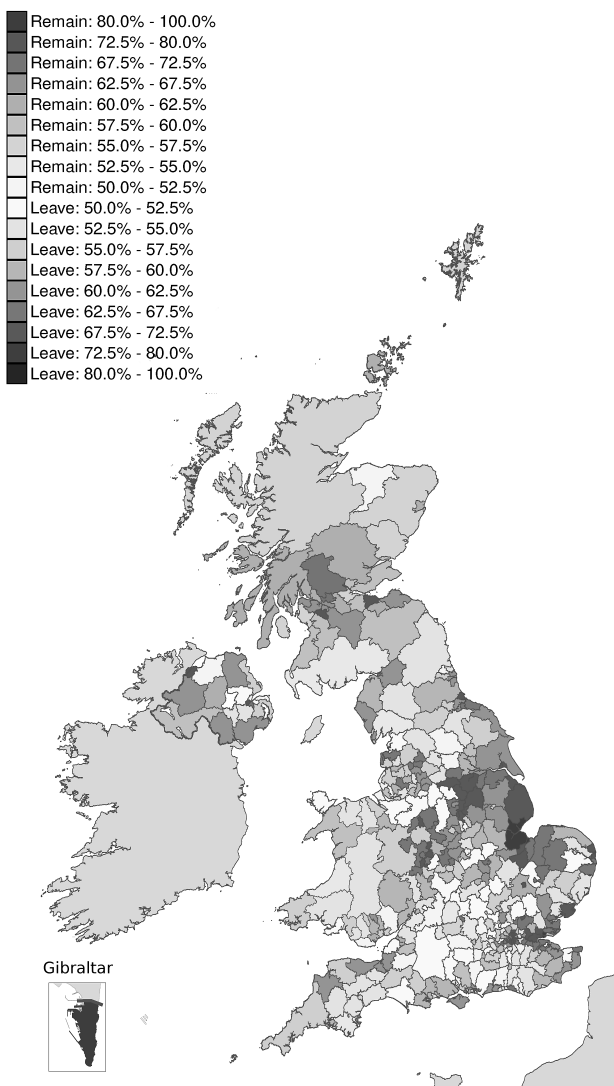 Remain: 80.0% - 100.0%
Remain: 72.5% - 80.0%
Remain: 67.5% - 72.5%
Remain: 62.5% - 67.5%
Remain: 60.0% - 62.5%
Remain: 57.5% - 60.0%
Remain: 55.0% - 57.5%
Remain: 52.5% - 55.0%
Remain: 50.0% - 52.5%
Leave: 50.0% - 52.5%
Leave: 52.5% - 55.0%
Leave: 55.0% - 57.5%
Leave: 57.5% - 60.0%
Leave: 60.0% - 62.5%
Leave: 62.5% - 67.5%
Leave: 67.5% - 72.5%
Leave: 72.5% - 80.0%
Leave: 80.0% - 100.0%
Gibraltar